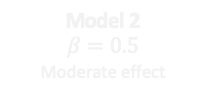 Model 2
β = 0.5
Moderate effect